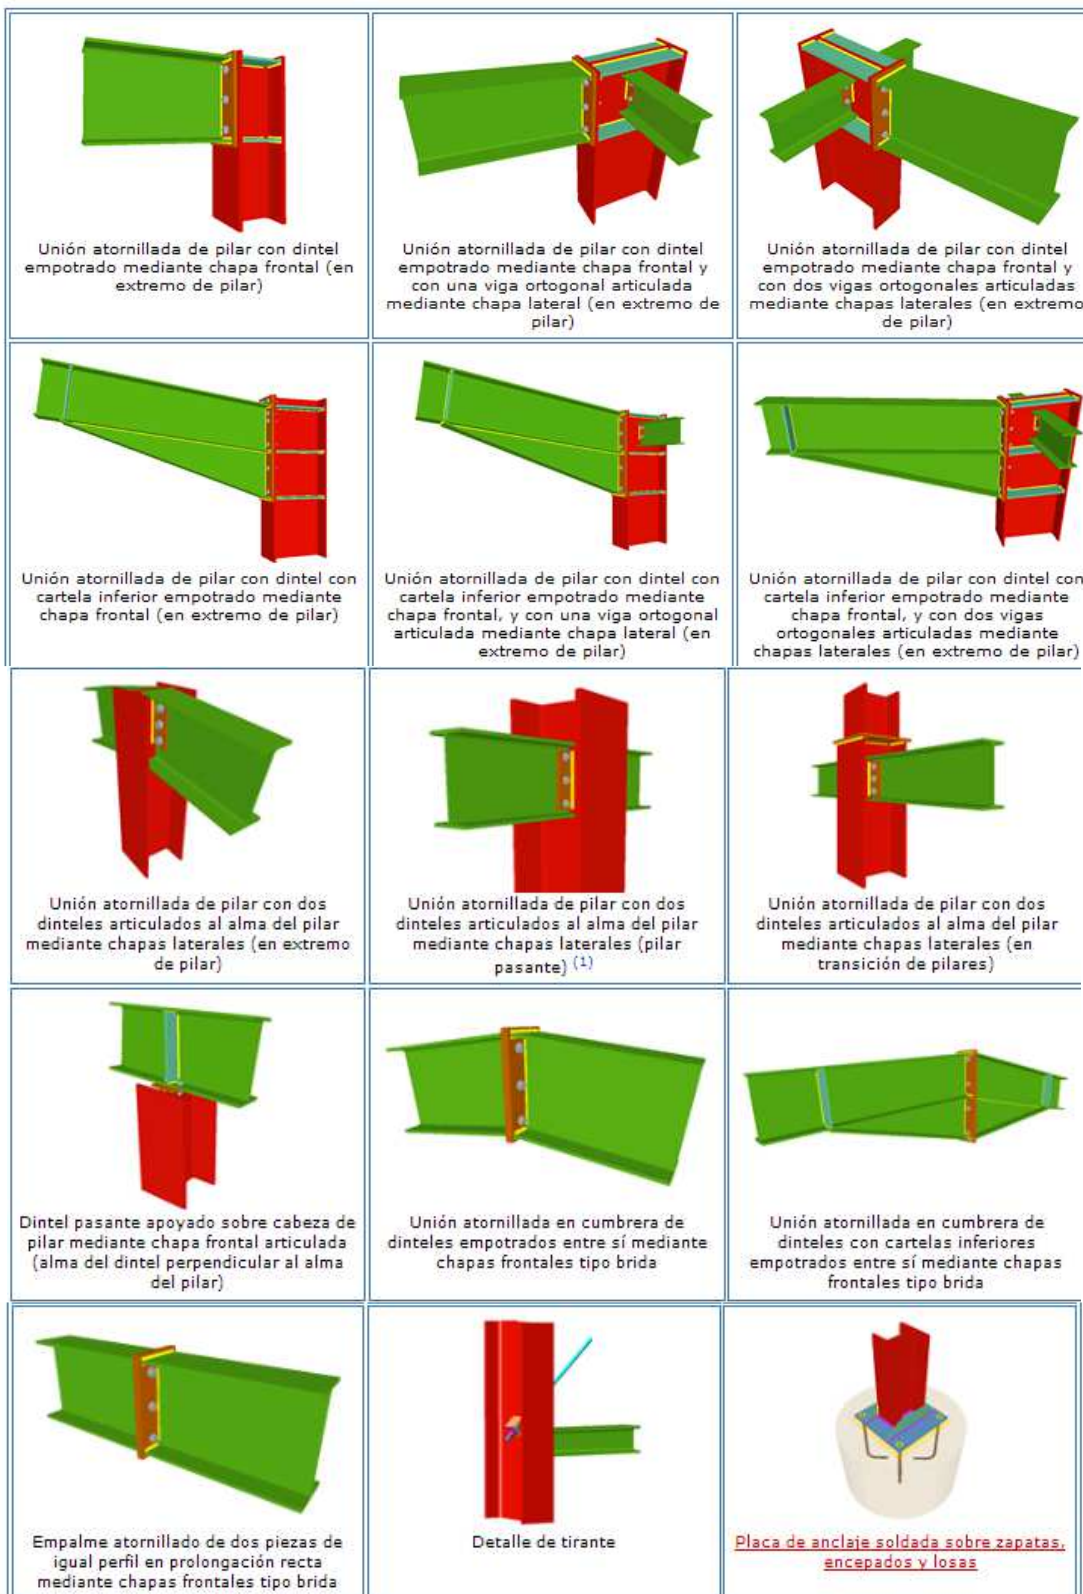 Unión atornillada de pilar con dintel
empotrado mediante chapa frontal (en
extremo de pilar)
Unión atornillada de pilar con dintel
empotrado mediante chapa frontal y
con una viga ortogonal articulada
mediante chapa lateral (en extremo de
pilar)
Unión atornillada de pilar con dintel
empotrado mediante chapa frontal y
con dos vigas ortogonales articuladas
mediante chapas laterales (en extremo
de pilar)
Unión atornillada de pilar con dintel con
cartela inferior empotrado mediante
chapa frontal (en extremo de pilar)
Unión atornillada de pilar con dintel con
cartela inferior empotrado mediante
chapa frontal, y con una viga ortogonal
articulada mediante chapa lateral (en
extremo de pilar)
Unión atornillada de pilar con dintel con
cartela inferior empotrado mediante
chapa frontal, y con dos vigas
ortogonales articuladas mediante
chapas laterales (en extremo de pilar)
Unión atornillada de pilar con dos
dinteles articulados al alma del pilar
mediante chapas laterales (en extremo
de pilar)
Unión atornillada de pilar con dos
dinteles articulados al alma del pilar
mediante chapas laterales (pilar
pasante) (1)
Unión atornillada de pilar con dos
dinteles articulados al alma del pilar
mediante chapas laterales (en
transición de pilares)
Dintel pasante apoyado sobre cabeza de
pilar mediante chapa frontal articulada
(alma del dintel perpendicular al alma
del pilar)
Unión atornillada en cumbrera de
dinteles empotrados entre sí mediante
chapas frontales tipo brida
Unión atornillada en cumbrera de
dinteles con cartelas inferiores
empotrados entre sí mediante chapas
frontales tipo brida
Empalme atornillado de dos piezas de
igual perfil en prolongación recta
mediante chapas frontales tipo brida
Detalle de tirante
Placa de anclaje soldada sobre zapatas,
encepados y losas